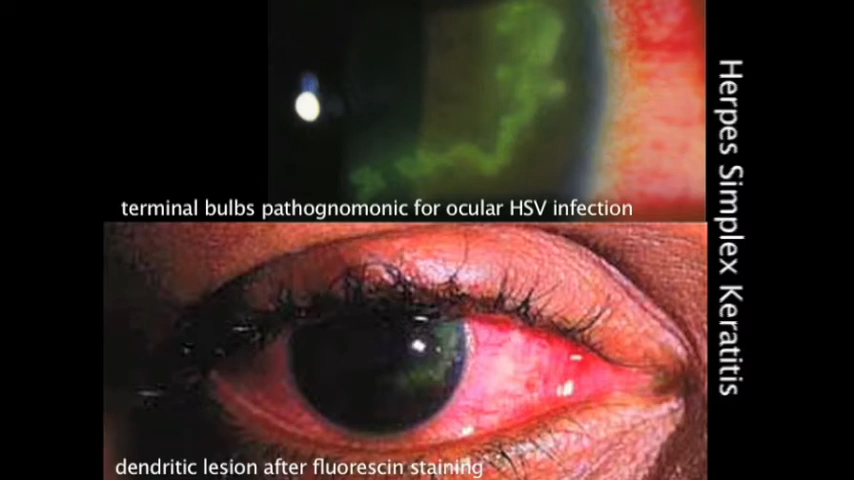 terminal bulbs pathognomonic for ocular HSV infection
Herpes Simplex Keratitis
dendritic lesion after fluorescin staining